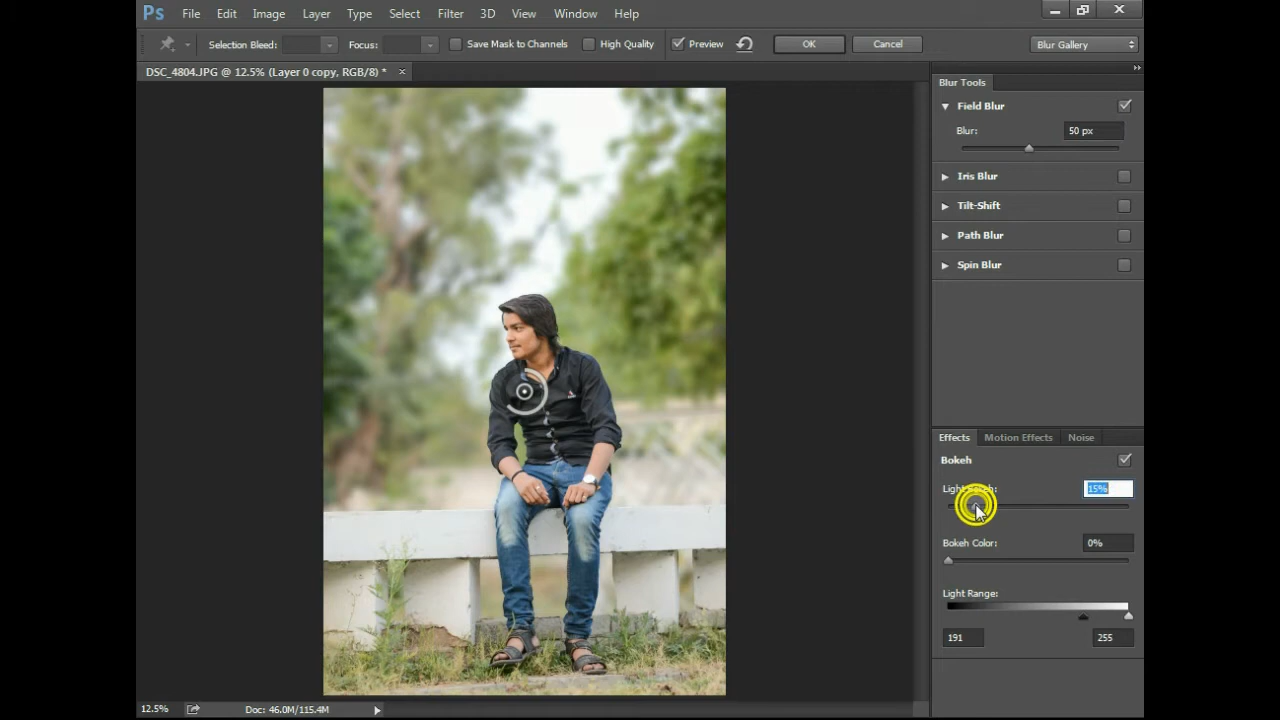 Ps File Edit Image Layer Type Select Filter 3D View Window Help
Selection Bleed: Focus: Save Mask to Channels High Quality Preview OK Cancel Blur Gallery
DSC_4804.JPG @ 12.5% (Layer 0 copy, RGB/8) * ×
Blur Tools
Field Blur
Blur: 50 px
Iris Blur
Tilt-Shift
Path Blur
Spin Blur
Effects Motion Effects Noise
Bokeh
Light 15%
Bokeh Color: 0%
Light Range:
191 255
12.5% Doc: 46.0M/115.4M